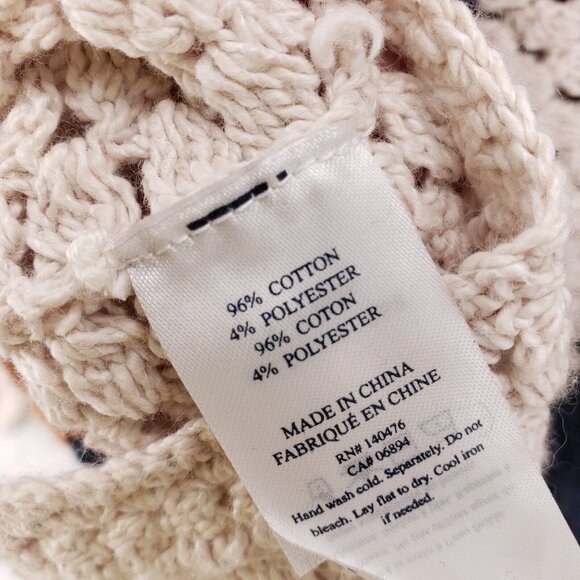 96% COTTON
4% POLYESTER
96% COTON
4% POLYESTER
MADE IN CHINA
FABRIQUÉ EN CHINE
RN# 140476
CA# 06894
Hand wash cold. Separately. Do not
bleach. Lay flat to dry. Cool iron
if needed.